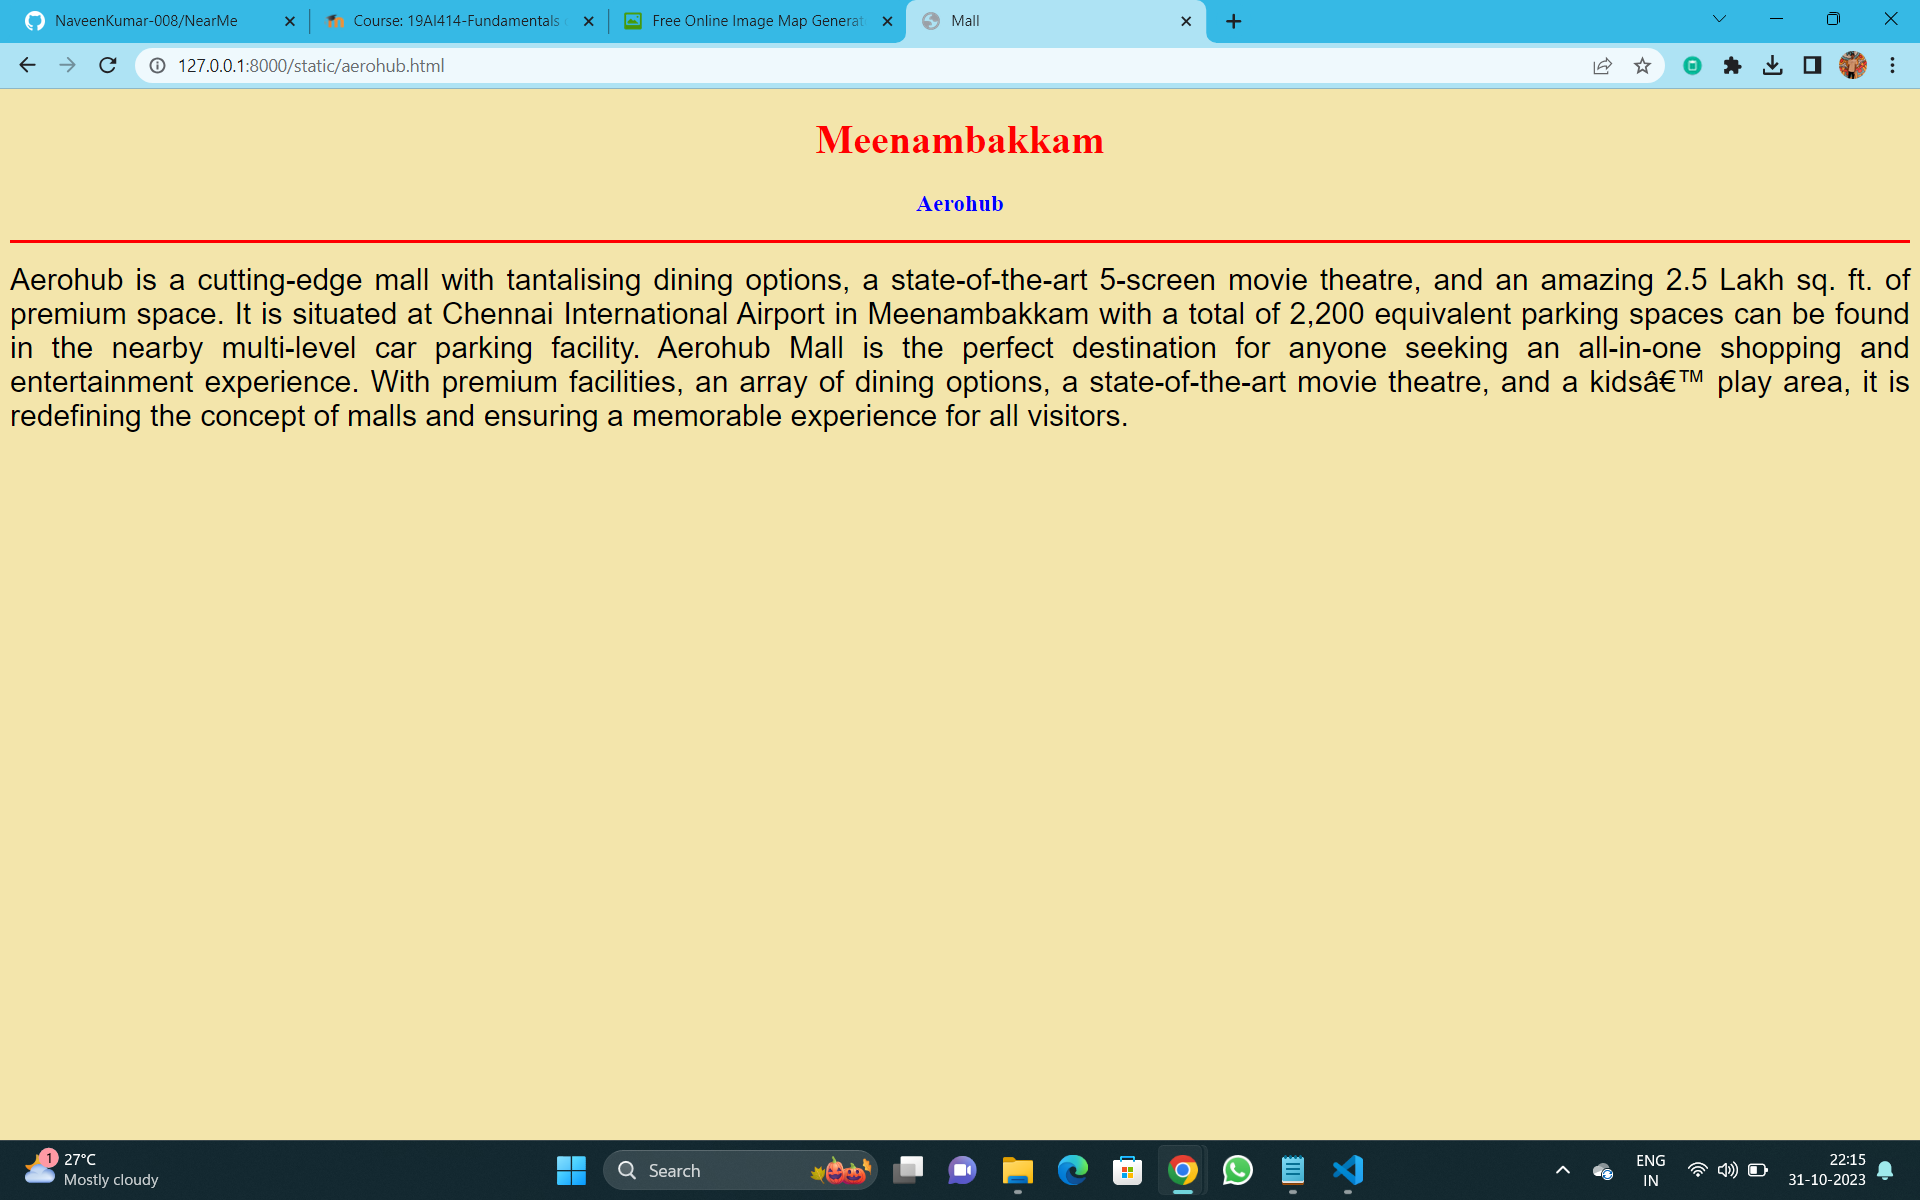 NaveenKumar-008/NearMe
Course: 19AI414-Fundamentals
Free Online Image Map Generat
Mall
127.0.0.1:8000/static/aerohub.html
Meenambakkam
Aerohub
Aerohub is a cutting-edge mall with tantalising dining options, a state-of-the-art 5-screen movie theatre, and an amazing 2.5 Lakh sq. ft. of
premium space. It is situated at Chennai International Airport in Meenambakkam with a total of 2,200 equivalent parking spaces can be found
in the nearby multi-level car parking facility. Aerohub Mall is the perfect destination for anyone seeking an all-in-one shopping and
entertainment experience. With premium facilities, an array of dining options, a state-of-the-art movie theatre, and a kidsâ€™ play area, it is
redefining the concept of malls and ensuring a memorable experience for all visitors.
1
27°C
Mostly cloudy
Search
ENG
IN
22:15
31-10-2023